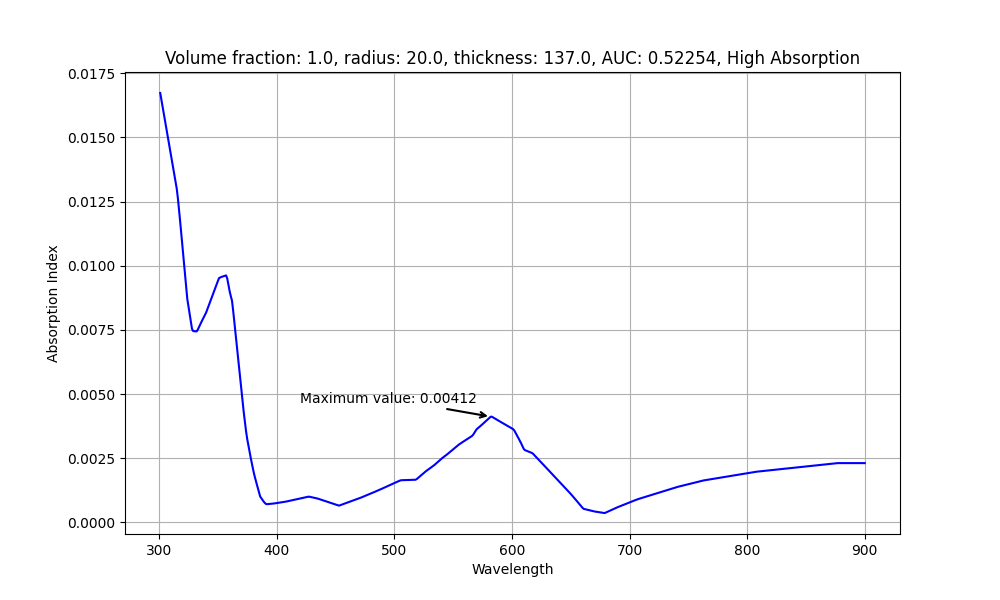 Volume fraction: 1.0, radius: 20.0, thickness: 137.0, AUC: 0.52254, High Absorption
0.0175
0.0150
0.0125
0.0100
0.0075
0.0050
0.0025
0.0000
Absorption Index
Maximum value: 0.00412
300 400 500 600 700 800 900
Wavelength